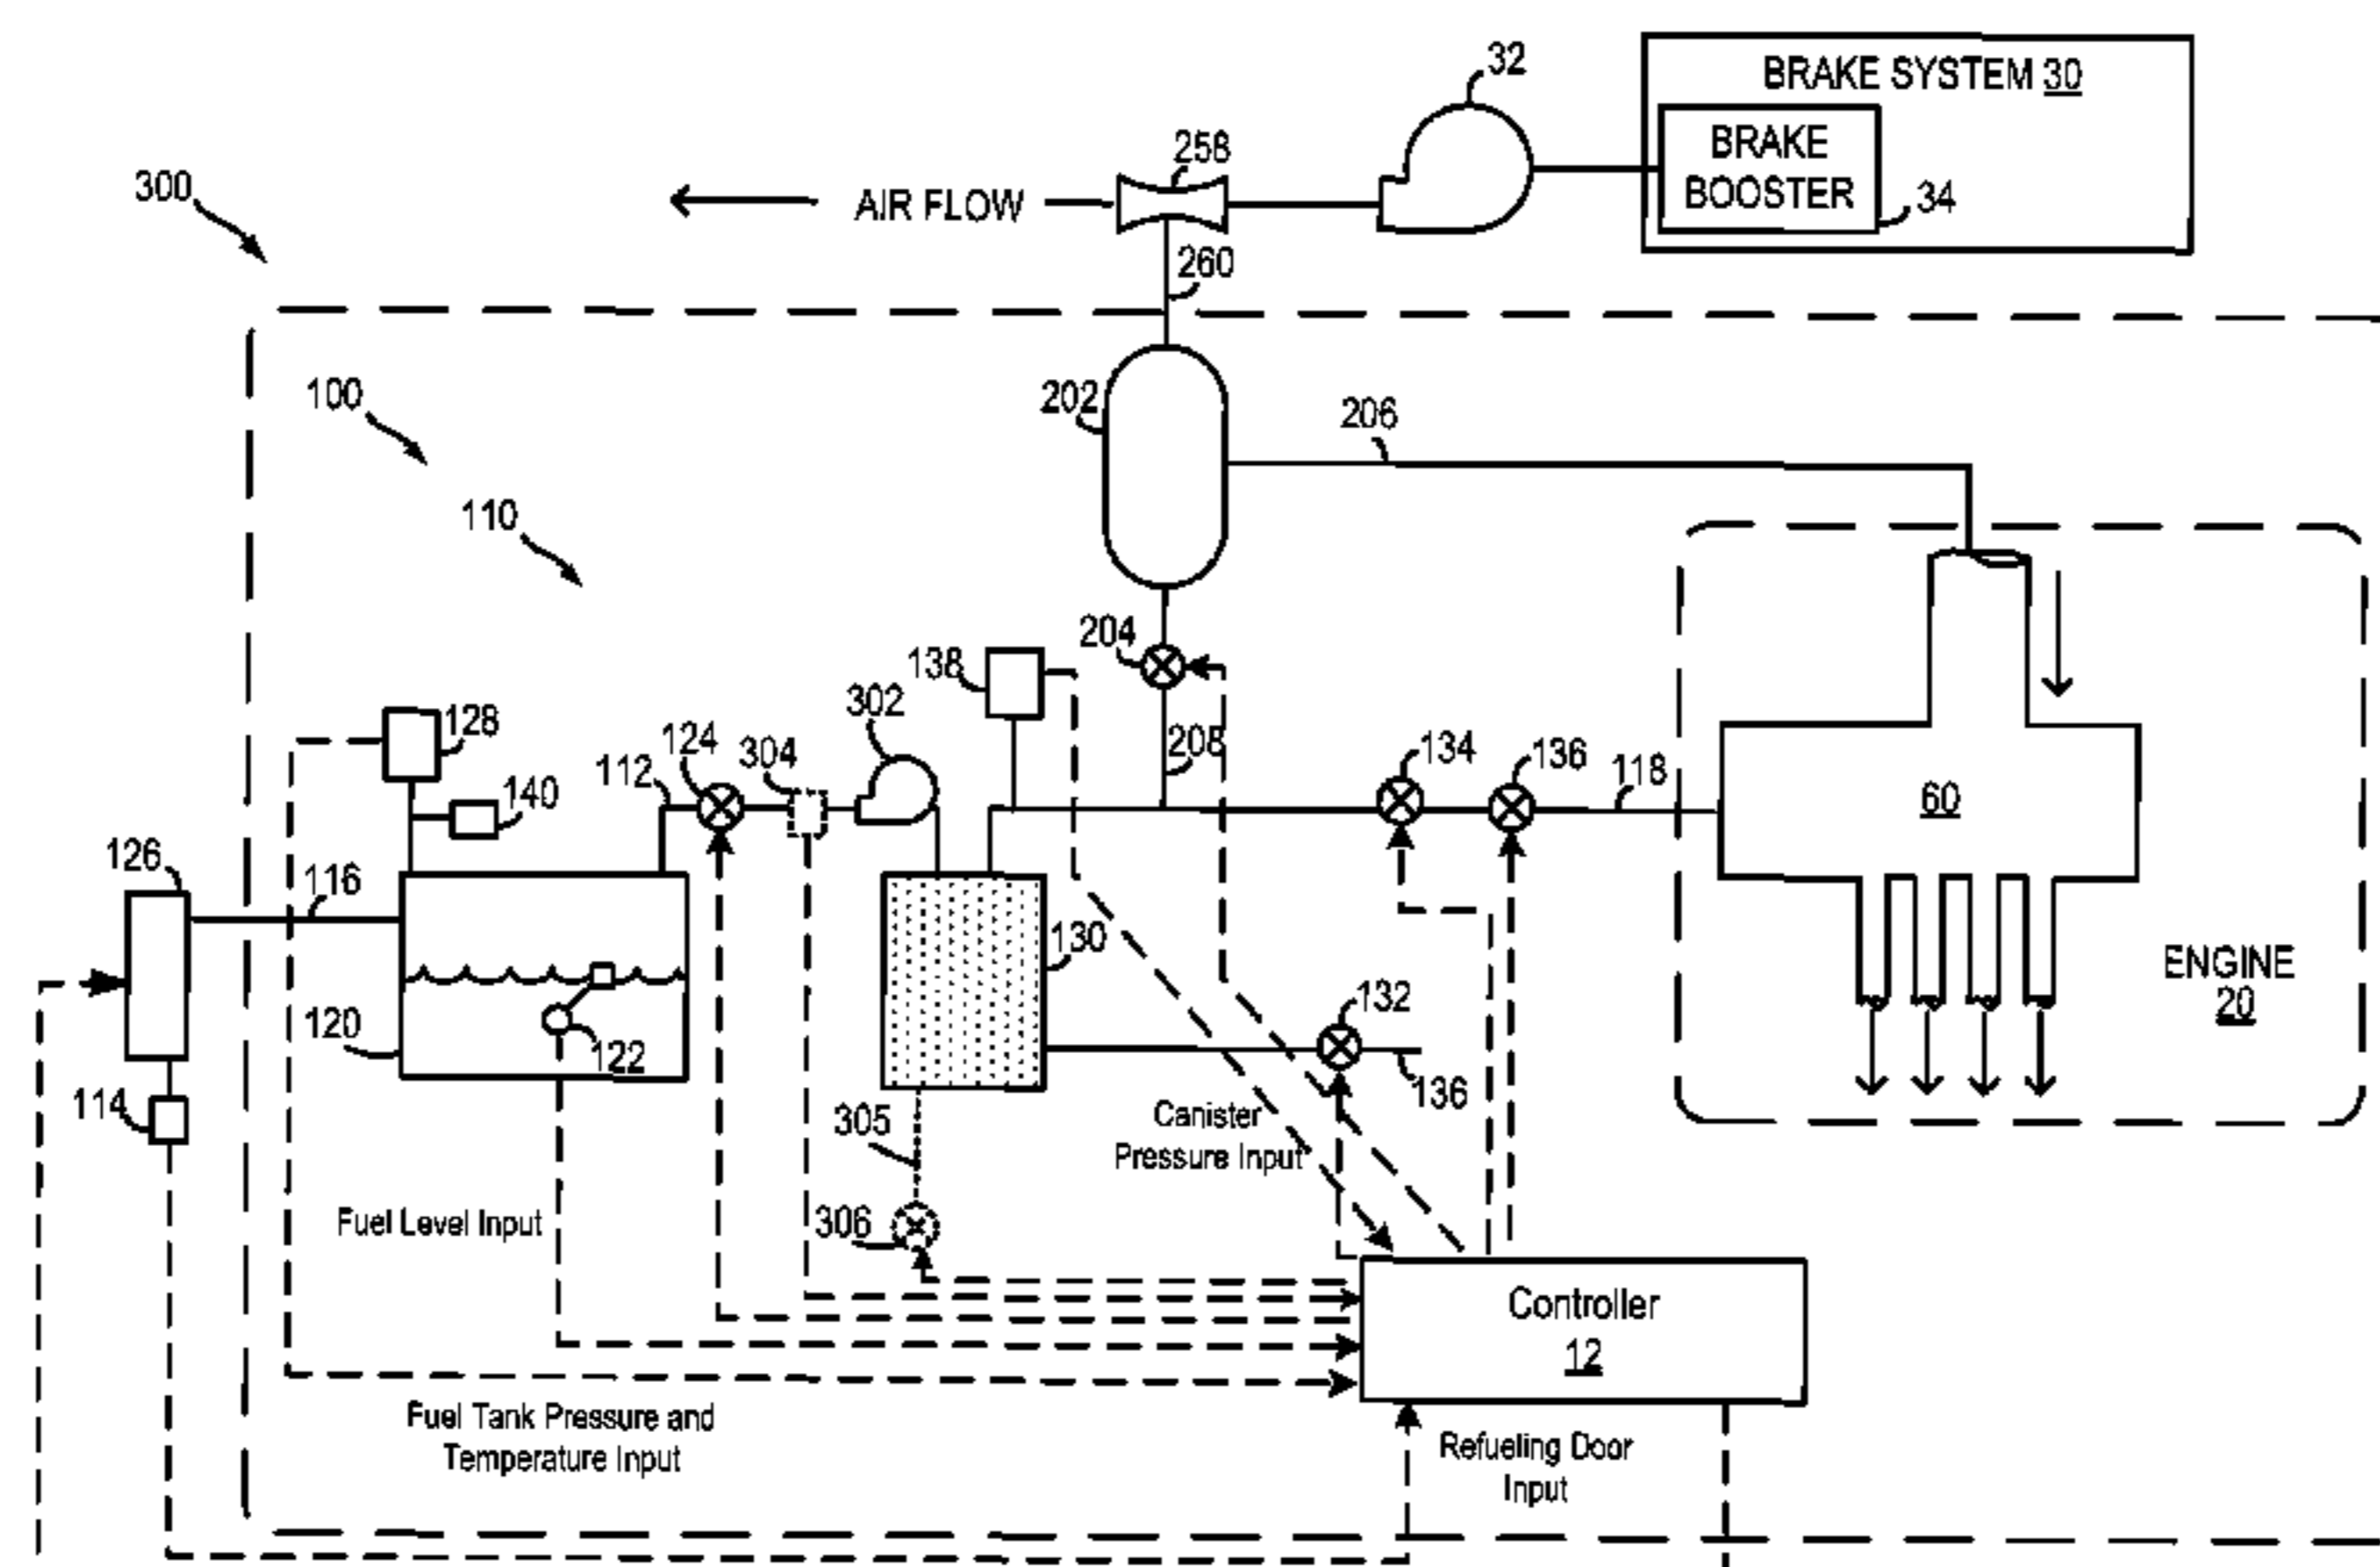 32
BRAKE SYSTEM 30
BRAKE
BOOSTER
34
258
300
AIR FLOW
260
202
100
206
110
204
138
302
128
124
304
208
134
136
112
118
140
60
126
116
130
ENGINE
20
132
120
122
136
114
305
Canister
Pressure Input
306
Fuel Level Input
Controller
12
Fuel Tank Pressure and
Temperature Input
Refueling Door
Input